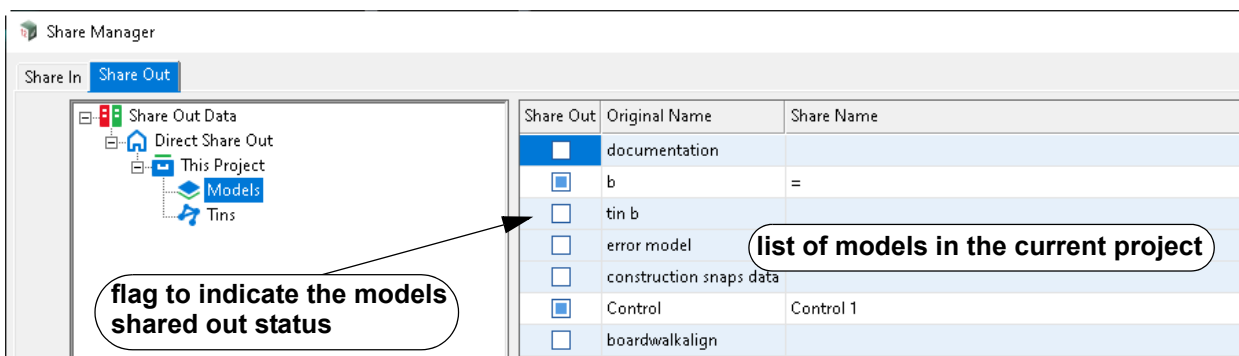 Share Manager
Share In Share Out
Share Out Data
Direct Share Out
This Project
Models
Tins
Share Out Original Name Share Name
documentation
b =
tin b
error model
construction snaps data
Control Control 1
boardwalkalign
list of models in the current project
flag to indicate the models
shared out status